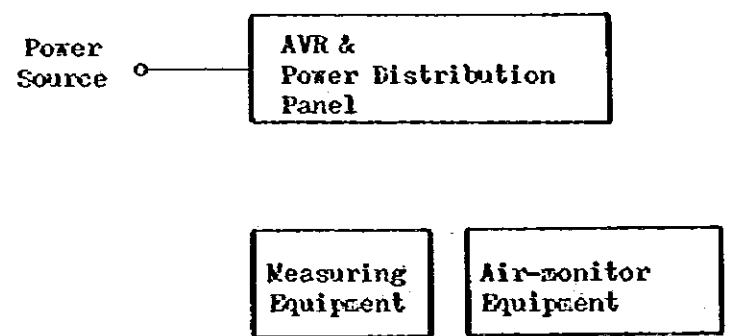 Power
Source
AVR &
Power Distribution
Panel
Measuring
Equipment
Air-monitor
Equipment